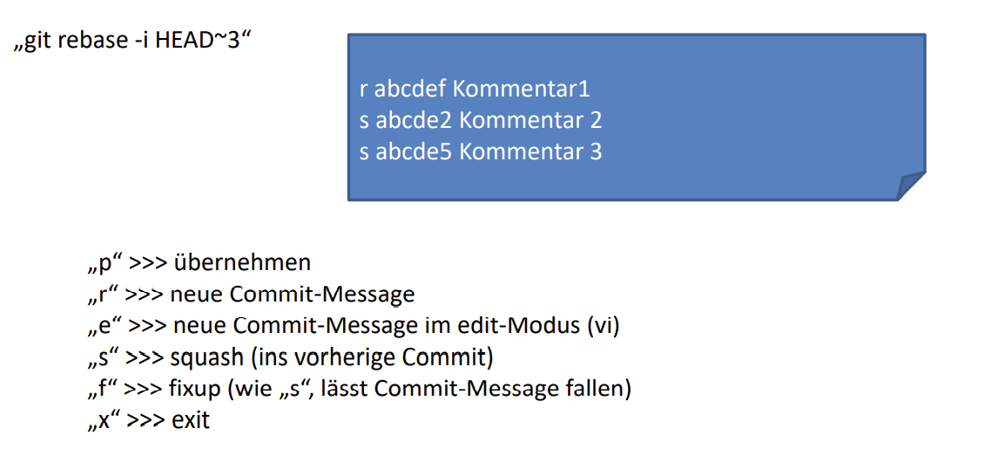 „git rebase -i HEAD~3“
r abcdef Kommentar1
s abcde2 Kommentar 2
s abcde5 Kommentar 3
„p“ >>> übernehmen
„r“ >>> neue Commit-Message
„e“ >>> neue Commit-Message im edit-Modus (vi)
„s“ >>> squash (ins vorherige Commit)
„f“ >>> fixup (wie „s“, lässt Commit-Message fallen)
„x“ >>> exit